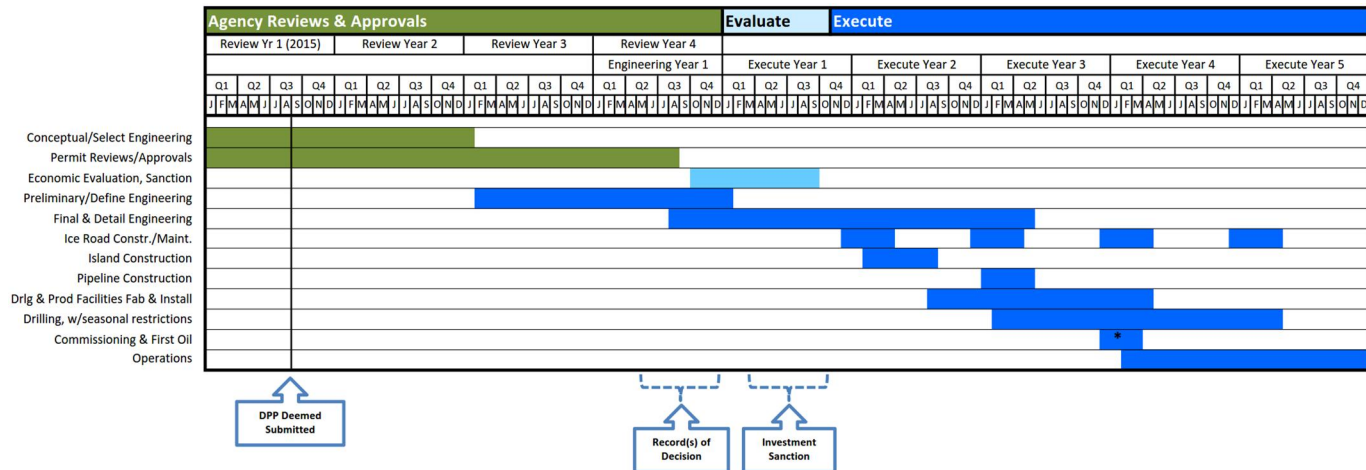 Agency Reviews & Approvals Evaluate Execute
Review Yr 1 (2015) Review Year 2 Review Year 3 Review Year 4
Engineering Year 1 Execute Year 1 Execute Year 2 Execute Year 3 Execute Year 4 Execute Year 5
Q1 Q2 Q3 Q4 Q1 Q2 Q3 Q4 Q1 Q2 Q3 Q4 Q1 Q2 Q3 Q4 Q1 Q2 Q3 Q4 Q1 Q2 Q3 Q4 Q1 Q2 Q3 Q4 Q1 Q2 Q3 Q4 Q1 Q2 Q3 Q4
J F M A M J J A S O N D J F M A M J J A S O N D J F M A M J J A S O N D J F M A M J J A S O N D J F M A M J J A S O N D J F M A M J J A S O N D J F M A M J J A S O N D J F M A M J J A S O N D J F M A M J J A S O N D
Conceptual/Select Engineering
Permit Reviews/Approvals
Economic Evaluation, Sanction
Preliminary/Define Engineering
Final & Detail Engineering
Ice Road Constr./Maint.
Island Construction
Pipeline Construction
Drlg & Prod Facilities Fab & Install
Drilling, w/seasonal restrictions
Commissioning & First Oil *
Operations
DPP Deemed
Submitted
Record(s) of
Decision
Investment
Sanction